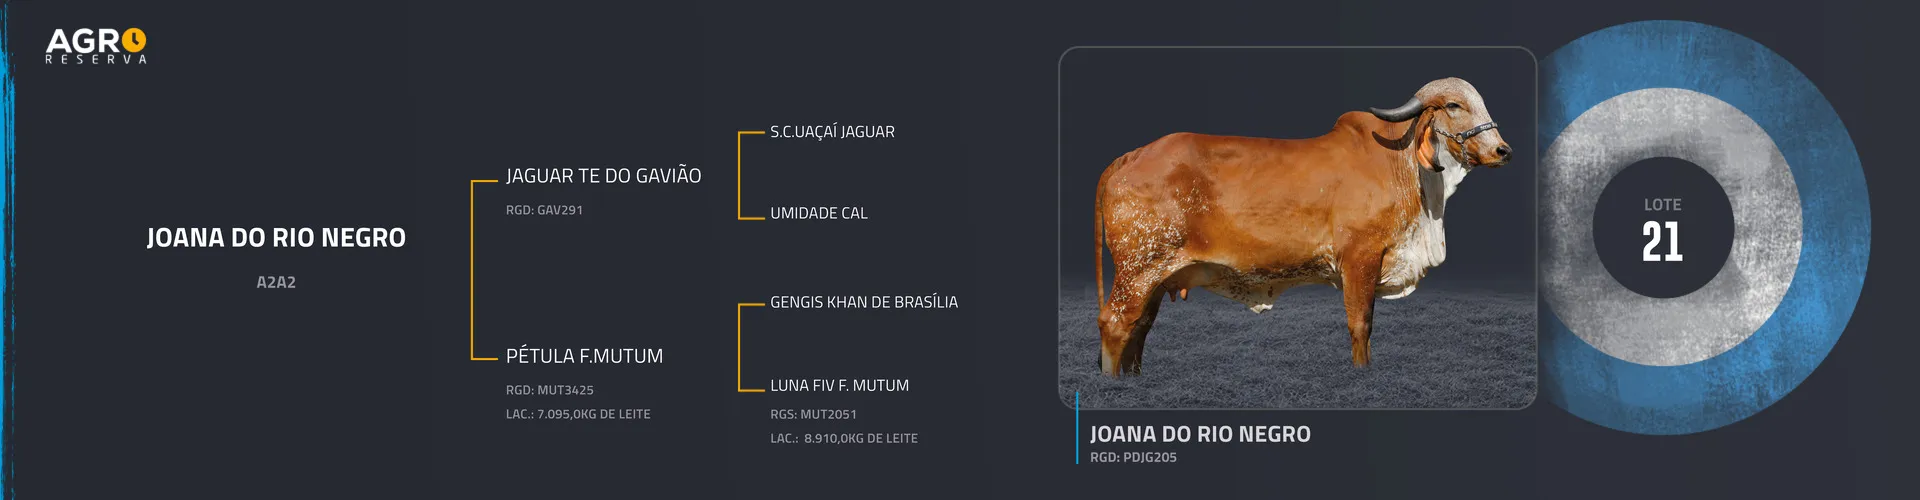 AGRO
RESERVA
JOANA DO RIO NEGRO
A2A2
JAGUAR TE DO GAVIÃO
RGD: GAV291
PÉTULA F.MUTUM
RGD: MUT3425
LAC.: 7.095,0KG DE LEITE
S.C.UAÇAÍ JAGUAR
UMIDADE CAL
GENGIS KHAN DE BRASÍLIA
LUNA FIV F. MUTUM
RGS: MUT2051
LAC.: 8.910,0KG DE LEITE
JOANA DO RIO NEGRO
RGD: PDJG205
LOTE
21